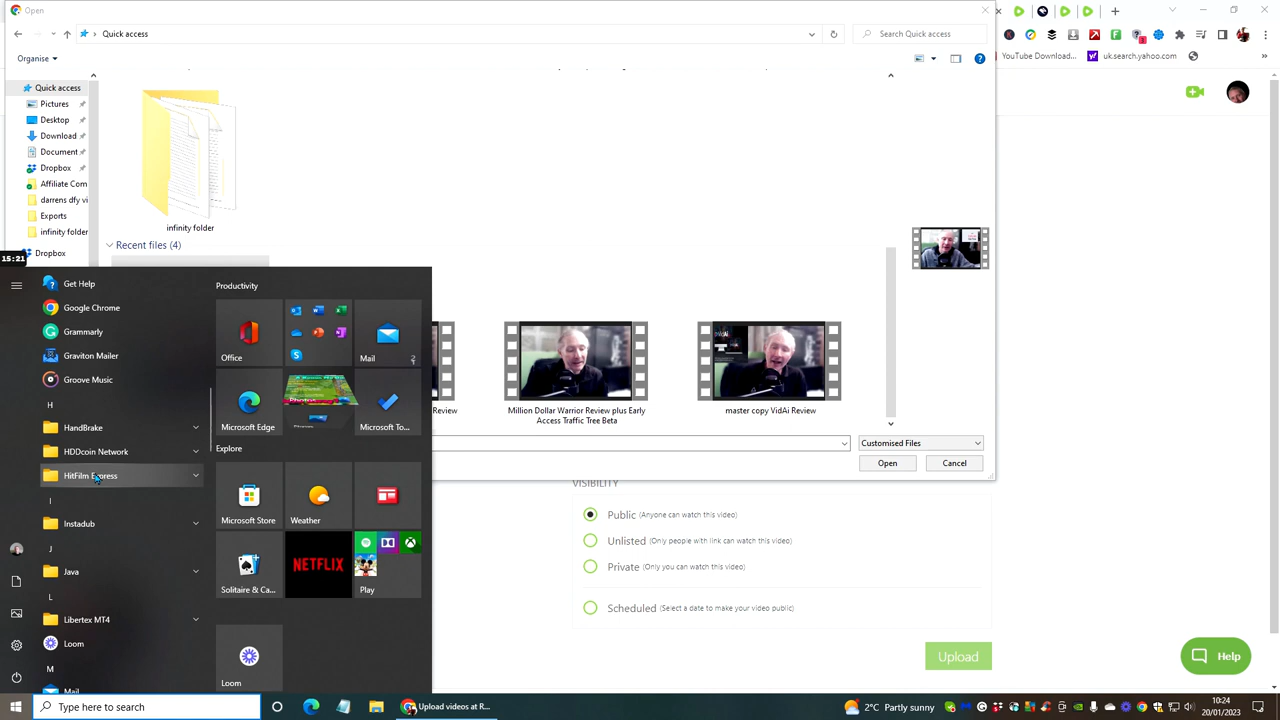 Open
Quick access
Search Quick access
Organise
YouTube Download...
uk.search.yahoo.com
Quick access
Pictures
Desktop
Download
Document
Dropbox
Affiliate Com
darrens dfy vi
Exports
infinity folder
Dropbox
infinity folder
Recent files (4)
15:21
Review
Million Dollar Warrior Review plus Early
Access Traffic Tree Beta
master copy VidAi Review
Customised Files
Open
Cancel
Get Help
Google Chrome
Grammarly
Graviton Mailer
Groove Music
H
HandBrake
HDDcoin Network
HitFilm Express
I
Instadub
J
Java
L
Libertex MT4
Loom
M
Mail
Productivity
Office
Mail
Microsoft Edge
Microsoft To...
Explore
Microsoft Store
Weather
Solitaire & Ca...
NETFLIX
Play
Loom
VISIBILITY
Public (Anyone can watch this video)
Unlisted (Only people with link can watch this video)
Private (Only you can watch this video)
Scheduled (Select a date to make your video public)
Upload
Help
Type here to search
Upload videos at R...
2°C Partly sunny
10:24
20/01/2023